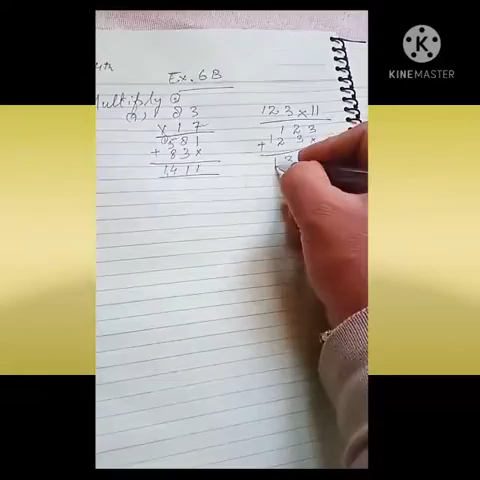 Ex. 6B
Multiply
83 123 x 11
x 17 123
581 + 123x
+ 83x
1411
KINEMASTER